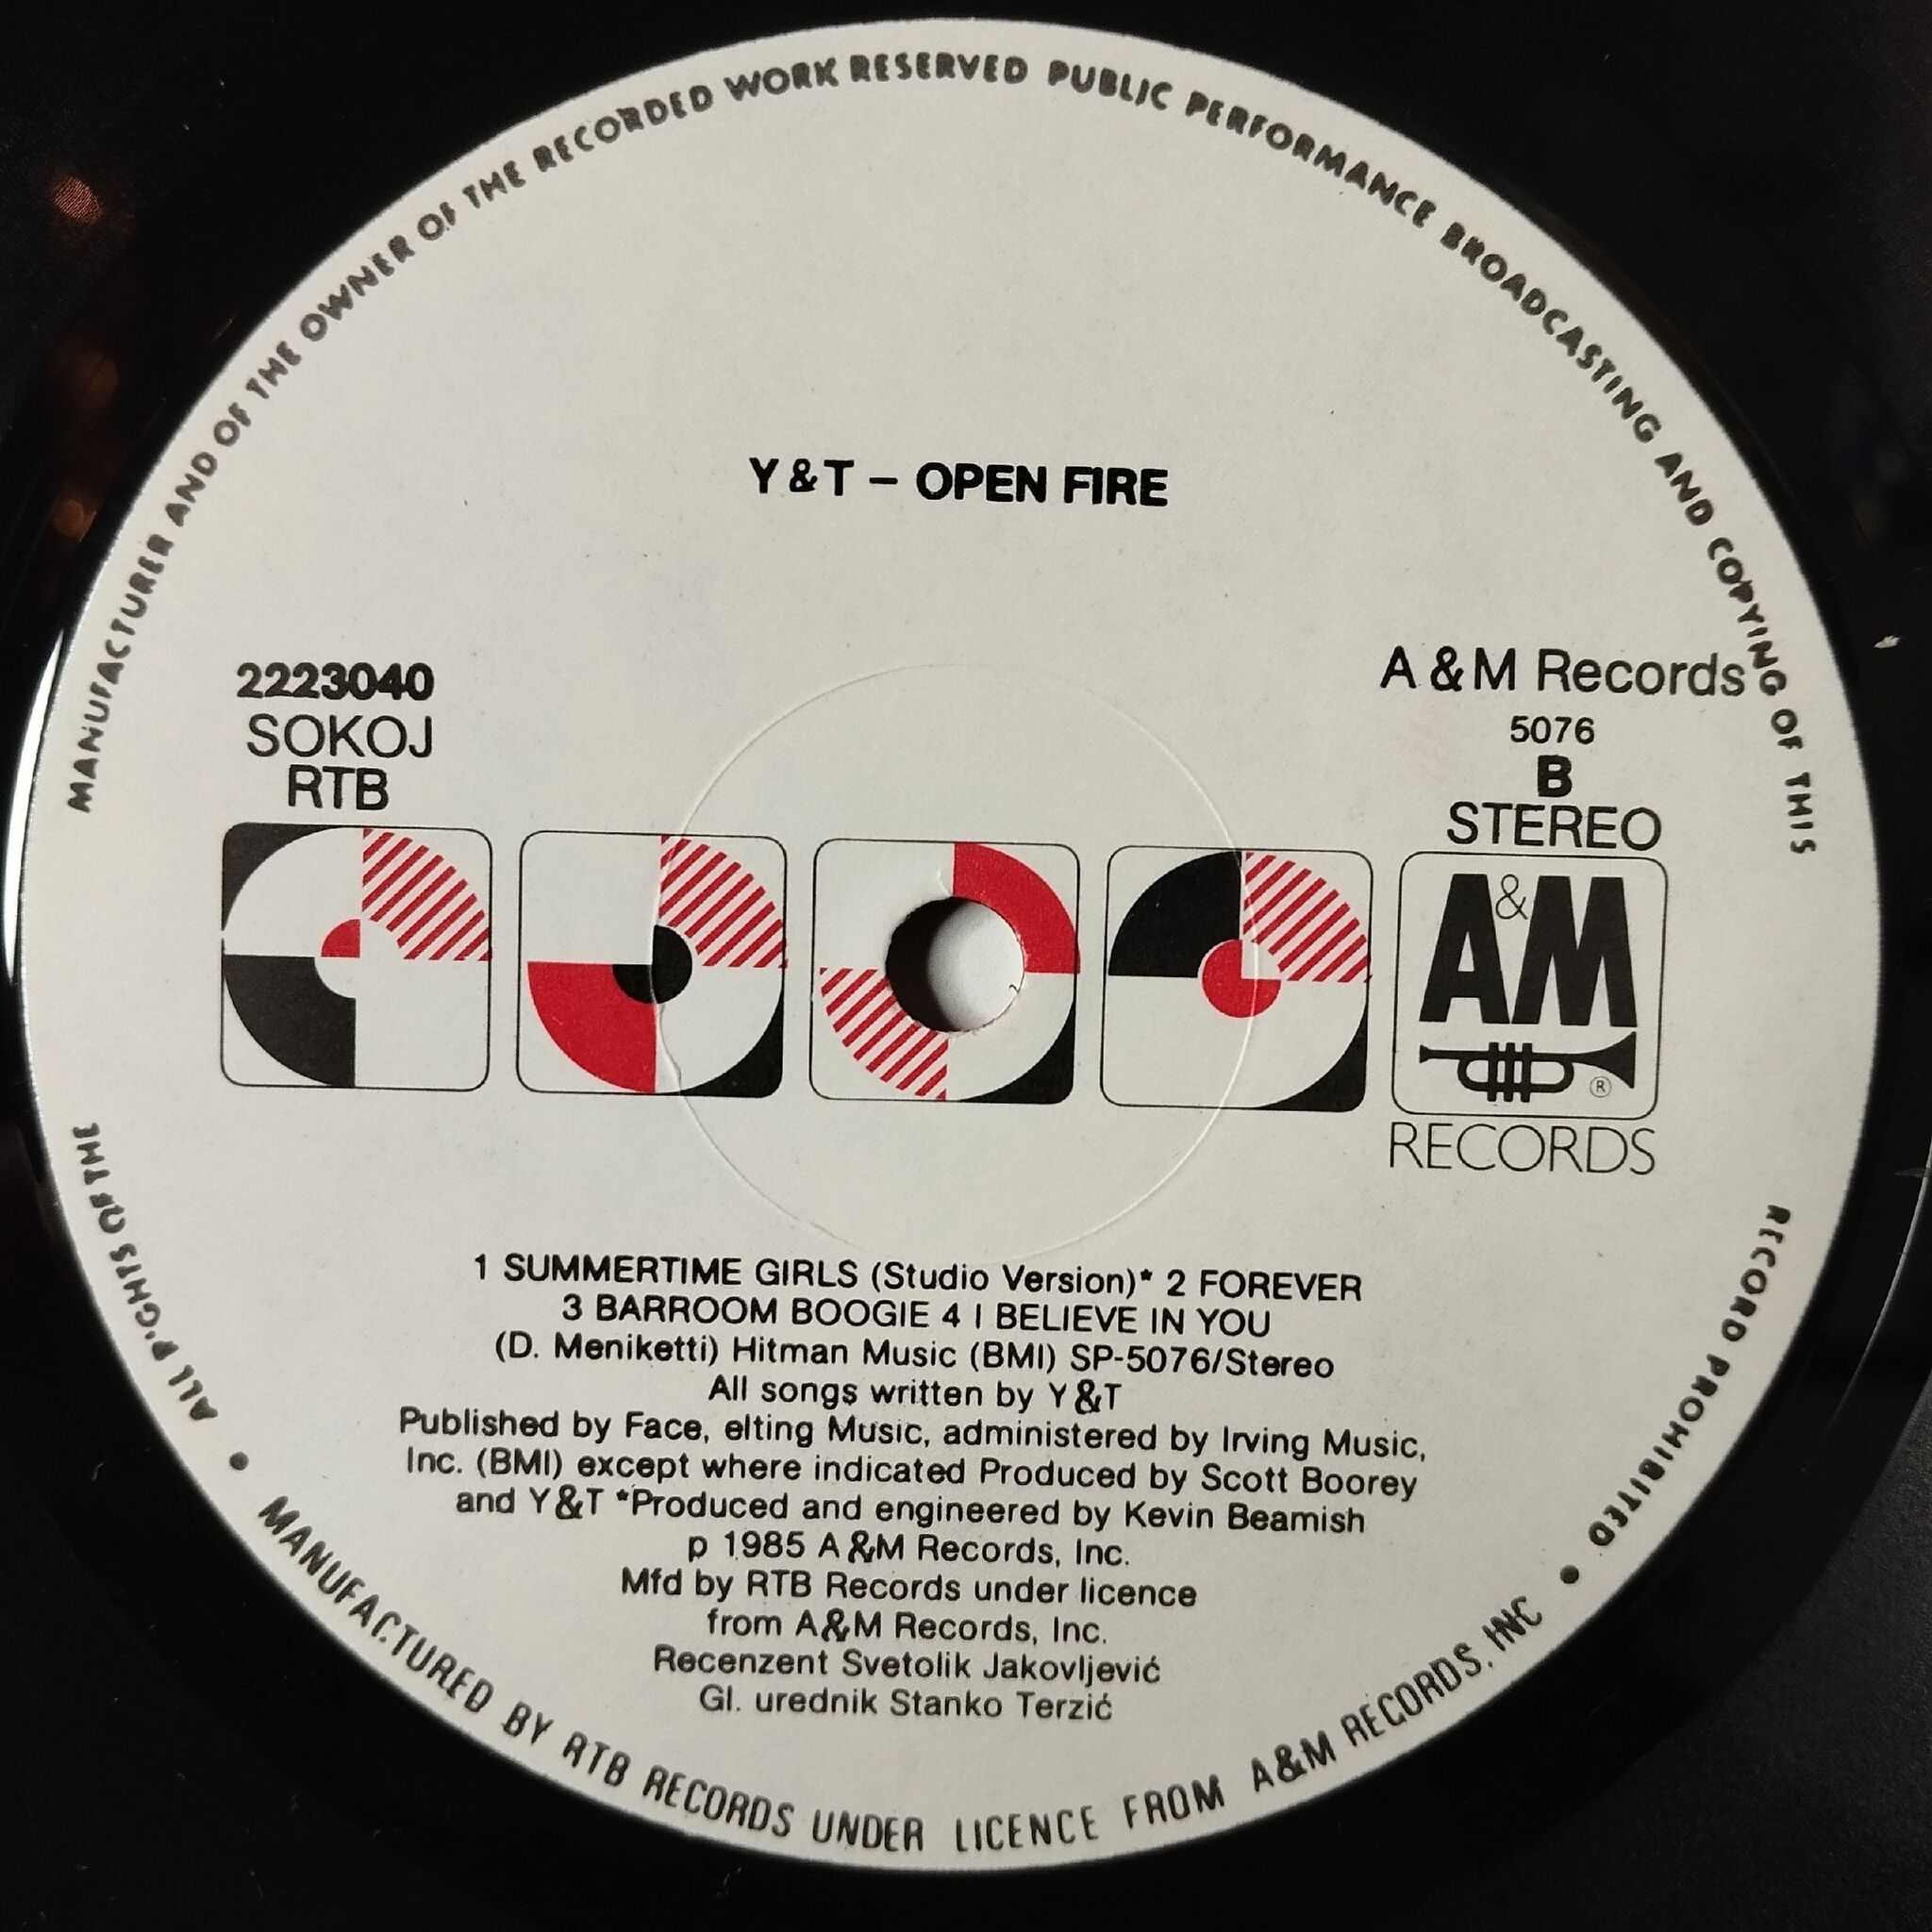 ALL RIGHTS OF THE MANUFACTURER AND OF THE OWNER OF THE RECORDED WORK RESERVED PUBLIC PERFORMANCE BROADCASTING AND COPYING OF THIS RECORD PROHIBITED •
Y & T – OPEN FIRE
2223040
SOKOJ
RTB
A & M Records
5076
B
STEREO
A&M
®
RECORDS
1 SUMMERTIME GIRLS (Studio Version)* 2 FOREVER
3 BARROOM BOOGIE 4 I BELIEVE IN YOU
(D. Meniketti) Hitman Music (BMI) SP-5076/Stereo
All songs written by Y&T
Published by Face, elting Music, administered by Irving Music,
Inc. (BMI) except where indicated Produced by Scott Boorey
and Y&T *Produced and engineered by Kevin Beamish
p 1985 A&M Records, Inc.
Mfd by RTB Records under licence
from A&M Records, Inc.
Recenzent Svetolik Jakovljević
Gl. urednik Stanko Terzić
• MANUFACTURED BY RTB RECORDS UNDER LICENCE FROM A&M RECORDS, INC